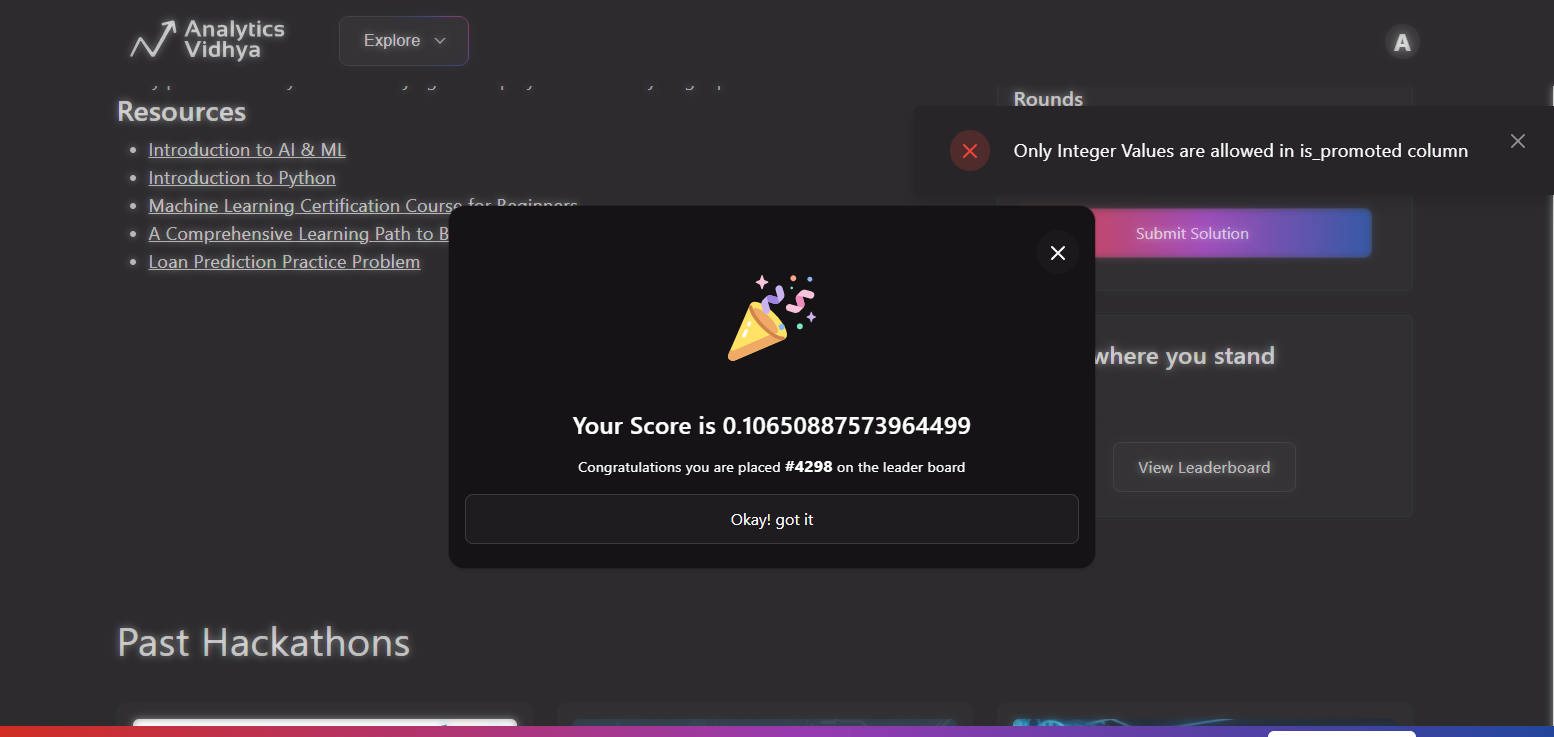 Analytics
Vidhya
Explore
A
Resources
Rounds
Introduction to AI & ML
Only Integer Values are allowed in is_promoted column
Introduction to Python
Machine Learning Certification Course for Beginners
A Comprehensive Learning Path to B
Submit Solution
Loan Prediction Practice Problem
where you stand
Your Score is 0.10650887573964499
Congratulations you are placed #4298 on the leader board
View Leaderboard
Okay! got it
Past Hackathons